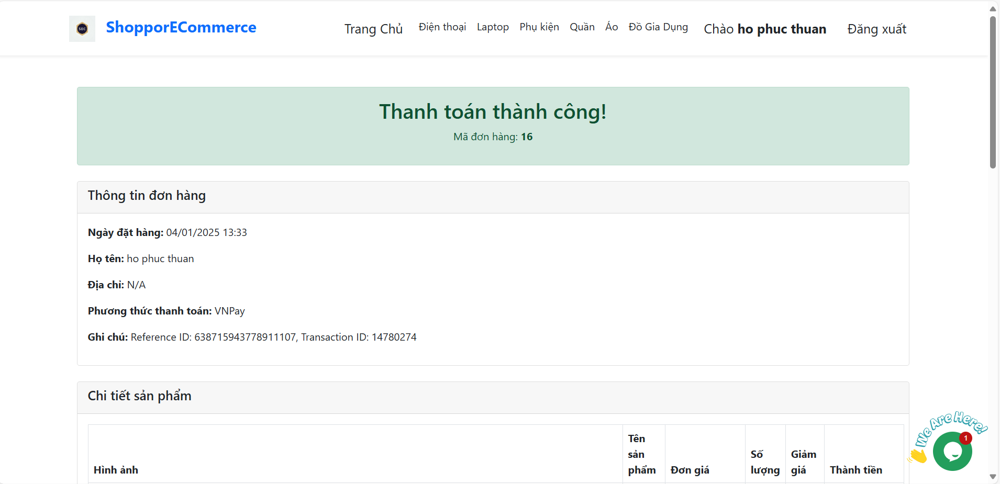 SEC
ShopporECommerce
Trang Chủ
Điện thoại
Laptop
Phụ kiện
Quần
Áo
Đồ Gia Dụng
Chào ho phuc thuan
Đăng xuất
Thanh toán thành công!
Mã đơn hàng: 16
Thông tin đơn hàng
Ngày đặt hàng: 04/01/2025 13:33
Họ tên: ho phuc thuan
Địa chỉ: N/A
Phương thức thanh toán: VNPay
Ghi chú: Reference ID: 638715943778911107, Transaction ID: 14780274
Chi tiết sản phẩm
Hình ảnh
Tên
sản
phẩm
Đơn giá
Số
lượng
Giảm
giá
Thành tiền
We Are Here!
1